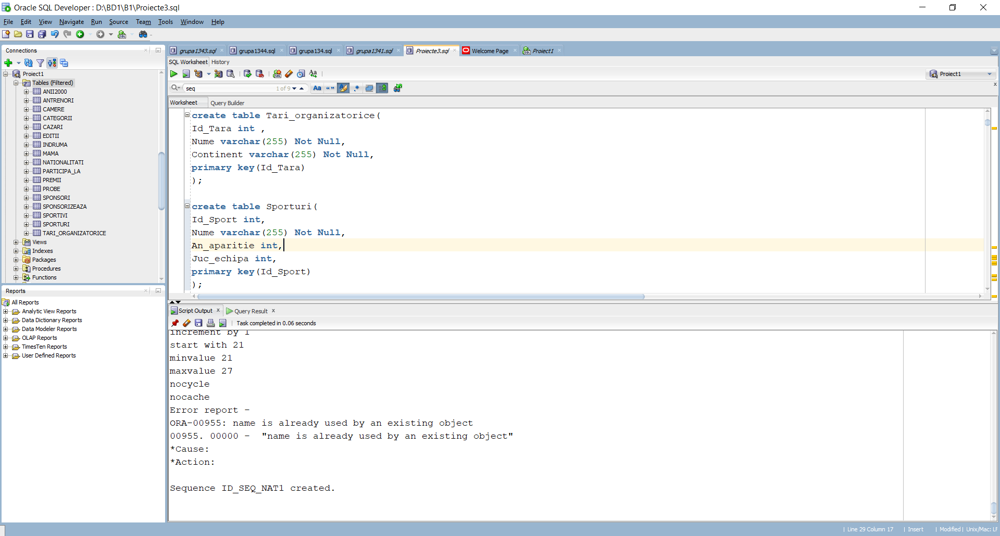 Oracle SQL Developer : D:\BD1\B1\Proiecte3.sql
File Edit View Navigate Run Source Team Tools Window Help
Connections
Proiect1
Tables (Filtered)
ANII2000
ANTRENORI
CAMERE
CATEGORII
CAZARI
EDITII
INDRUMA
MAMA
NATIONALITATI
PARTICIPA_LA
PREMII
PROBE
SPONSORI
SPONSORIZEAZA
SPORTIVI
SPORTURI
TARI_ORGANIZATORICE
Views
Indexes
Packages
Procedures
Functions
Reports
All Reports
Analytic View Reports
Data Dictionary Reports
Data Modeler Reports
OLAP Reports
TimesTen Reports
User Defined Reports
grupa1343.sql grupa1344.sql grupa134.sql grupa1341.sql Proiecte3.sql Welcome Page Proiect1
SQL Worksheet History
Proiect1
seq 1 of 9
Worksheet Query Builder
create table Tari_organizatorice(
Id_Tara int ,
Nume varchar(255) Not Null,
Continent varchar(255) Not Null,
primary key(Id_Tara)
);
create table Sporturi(
Id_Sport int,
Nume varchar(255) Not Null,
An_aparitie int,
Juc_echipa int,
primary key(Id_Sport)
);
Script Output Query Result
Task completed in 0.06 seconds
increment by 1
start with 21
minvalue 21
maxvalue 27
nocycle
nocache
Error report -
ORA-00955: name is already used by an existing object
00955. 00000 - "name is already used by an existing object"
*Cause:
*Action:
Sequence ID_SEQ_NAT1 created.
Line 29 Column 17 Insert Modified Unix/Mac: LF